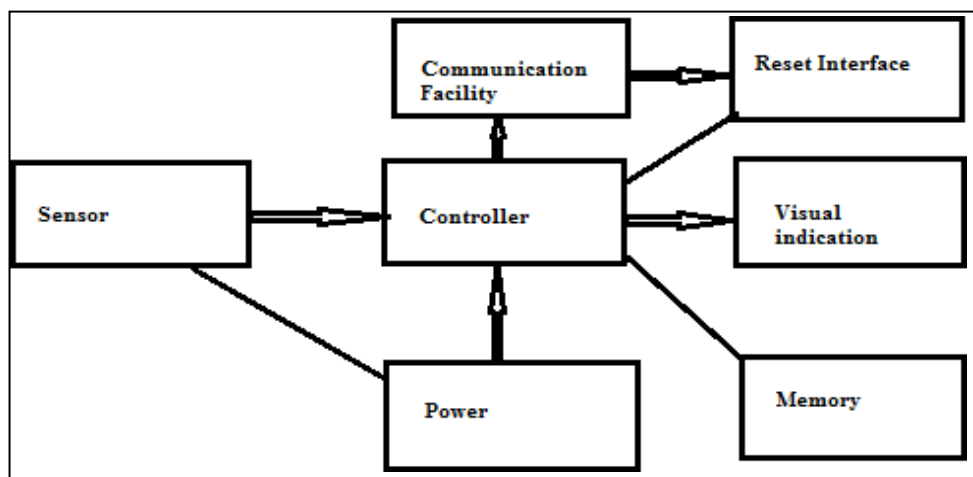 Communication
Facility
Reset Interface
Sensor
Controller
Visual
indication
Power
Memory